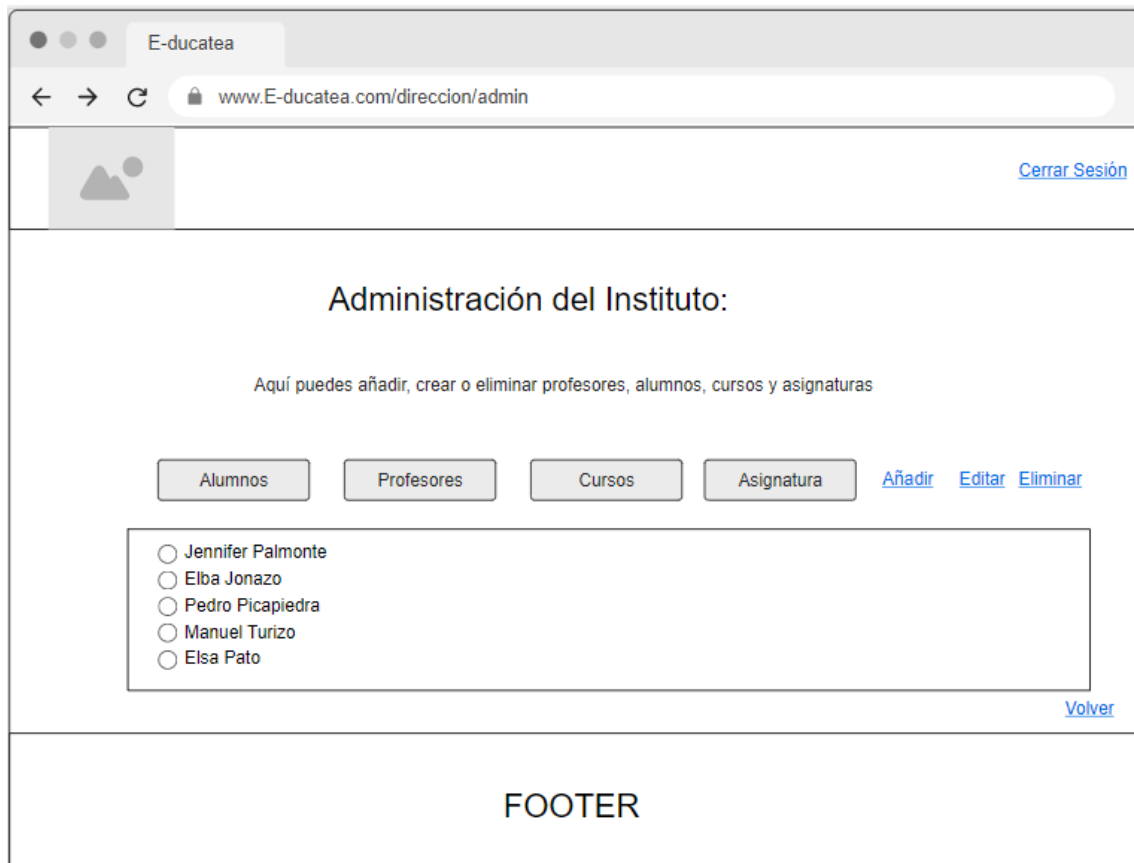 E-ducatea
www.E-ducatea.com/direccion/admin
Cerrar Sesión
Administración del Instituto:
Aquí puedes añadir, crear o eliminar profesores, alumnos, cursos y asignaturas
Alumnos Profesores Cursos Asignatura Añadir Editar Eliminar
Jennifer Palmonte
Elba Jonazo
Pedro Picapiedra
Manuel Turizo
Elsa Pato
Volver
FOOTER